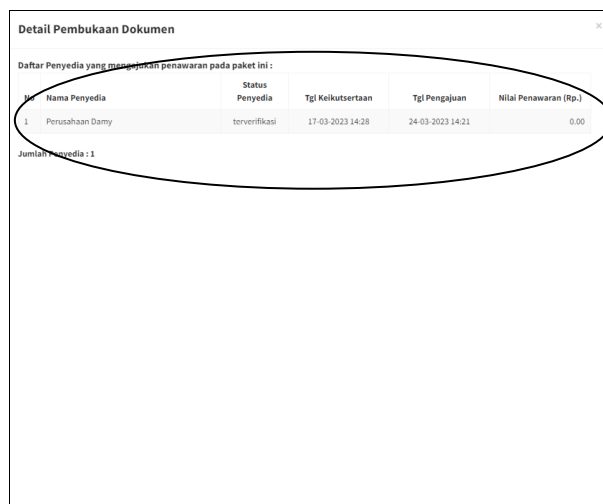 Detail Pembukaan Dokumen
×
Daftar Penyedia yang mengajukan penawaran pada paket ini :
No Nama Penyedia Status Penyedia Tgl Keikutsertaan Tgl Pengajuan Nilai Penawaran (Rp.)
1 Perusahaan Damy terverifikasi 17-03-2023 14:28 24-03-2023 14:21 0.00
Jumlah Penyedia : 1